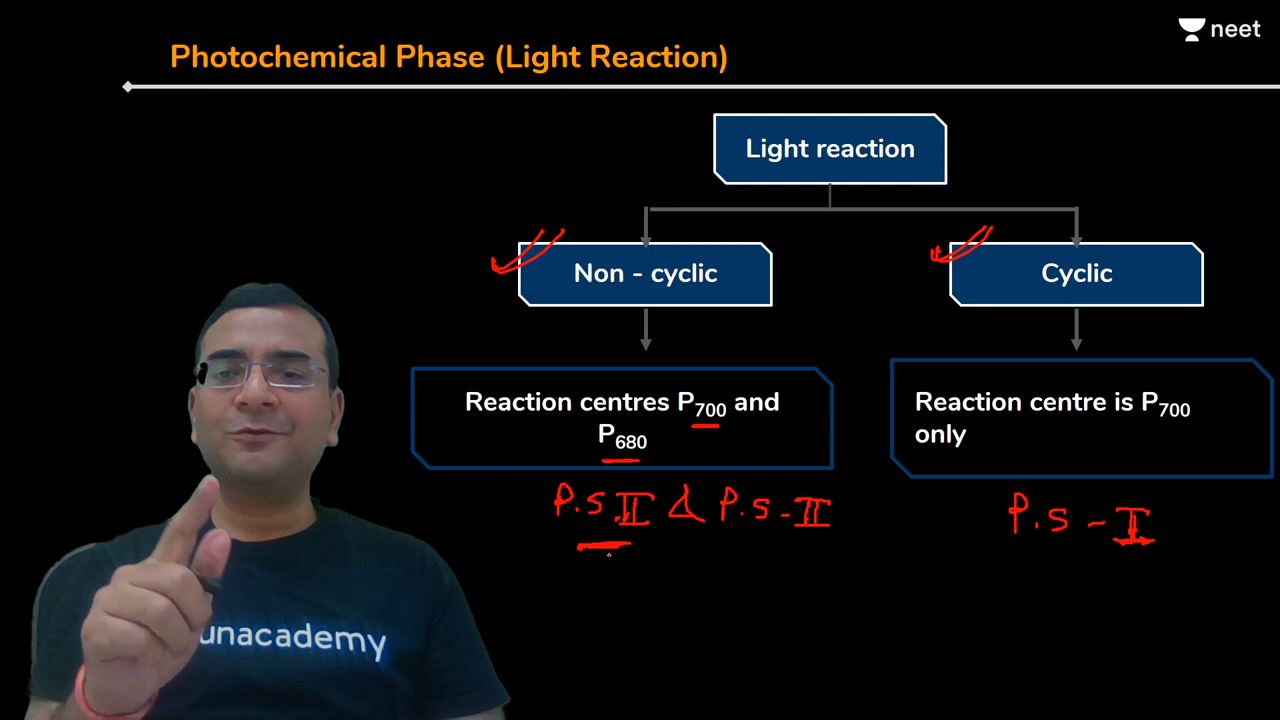 neet
Photochemical Phase (Light Reaction)
Light reaction
Non - cyclic
Cyclic
Reaction centres P700 and
P680
Reaction centre is P700
only
P.S II & P.S - II
P.S - I
unacademy